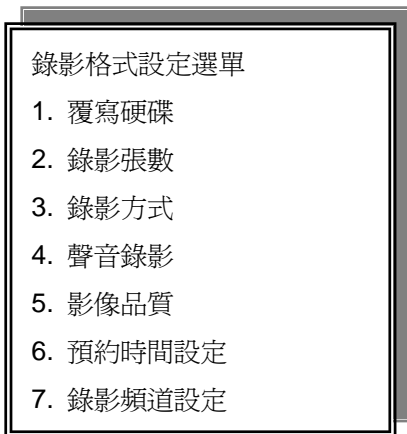 錄影格式設定選單
1. 覆寫硬碟
2. 錄影張數
3. 錄影方式
4. 聲音錄影
5. 影像品質
6. 預約時間設定
7. 錄影頻道設定